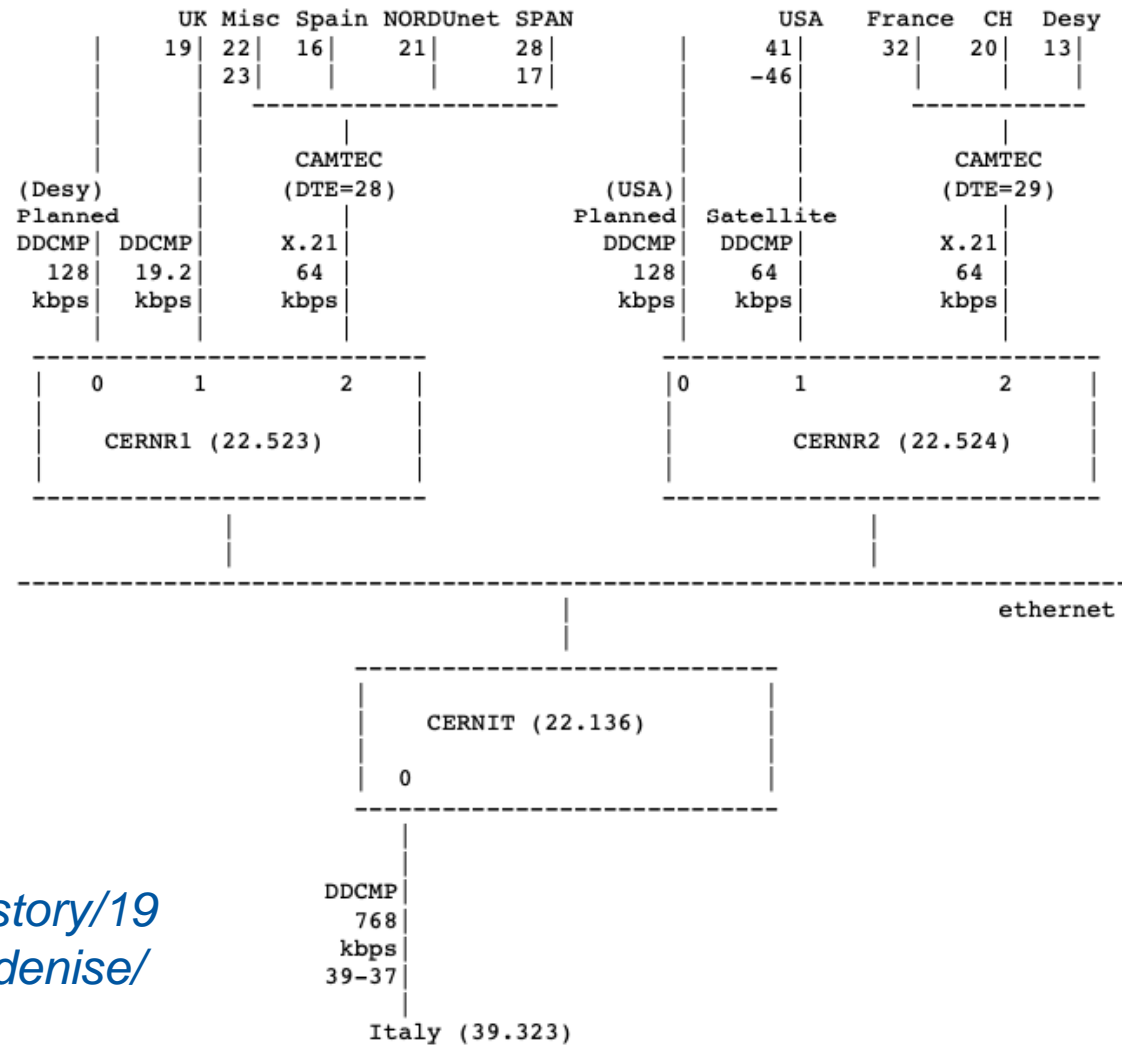 UK Misc Spain NORDUnet SPAN USA France CH Desy
19 22 16 21 28 41 32 20 13
23 17 -46
CAMTEC CAMTEC
(Desy) (DTE=28) (USA) (DTE=29)
Planned Planned Satellite
DDCMP DDCMP X.21 DDCMP DDCMP X.21
128 19.2 64 128 64 64
kbps kbps kbps kbps kbps kbps
0 1 2 0 1 2
CERNR1 (22.523) CERNR2 (22.524)
ethernet
CERNIT (22.136)
0
DDCMP
768
kbps
39-37
Italy (39.323)
story/19
denise/